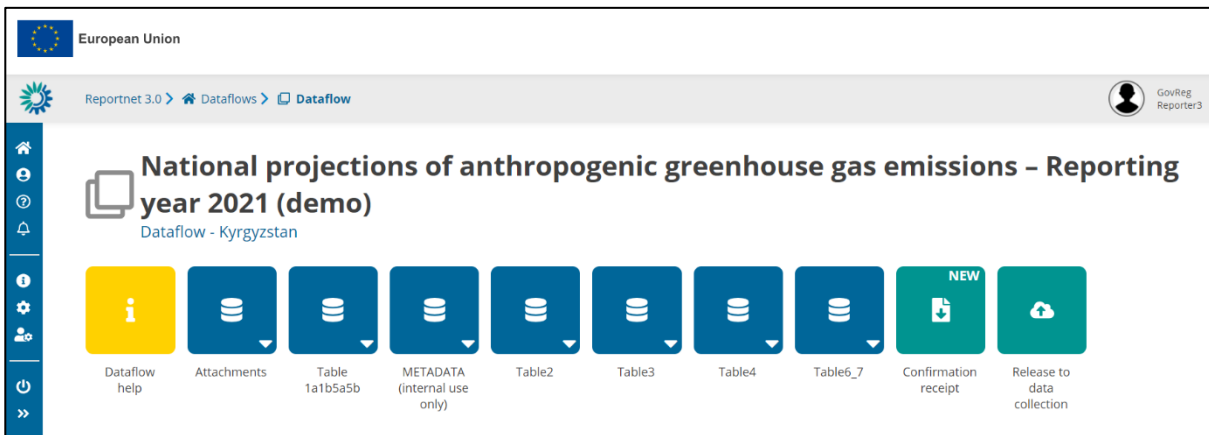 European Union
Reportnet 3.0 > Dataflows > Dataflow
GovReg
Reporter3
National projections of anthropogenic greenhouse gas emissions – Reporting
year 2021 (demo)
Dataflow - Kyrgyzstan
NEW
Dataflow
help
Attachments
Table
1a1b5a5b
METADATA
(internal use
only)
Table2
Table3
Table4
Table6_7
Confirmation
receipt
Release to
data
collection